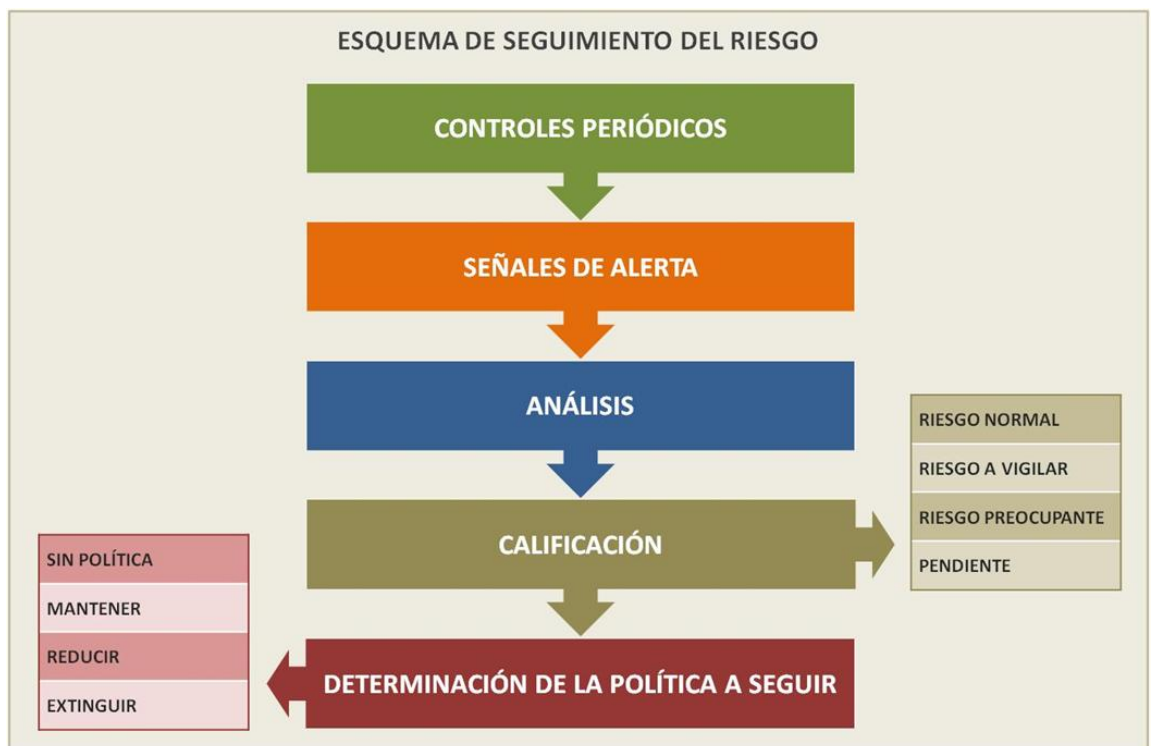 ESQUEMA DE SEGUIMIENTO DEL RIESGO
CONTROLES PERIÓDICOS
SEÑALES DE ALERTA
ANÁLISIS
CALIFICACIÓN
RIESGO NORMAL
RIESGO A VIGILAR
RIESGO PREOCUPANTE
PENDIENTE
DETERMINACIÓN DE LA POLÍTICA A SEGUIR
SIN POLÍTICA
MANTENER
REDUCIR
EXTINGUIR